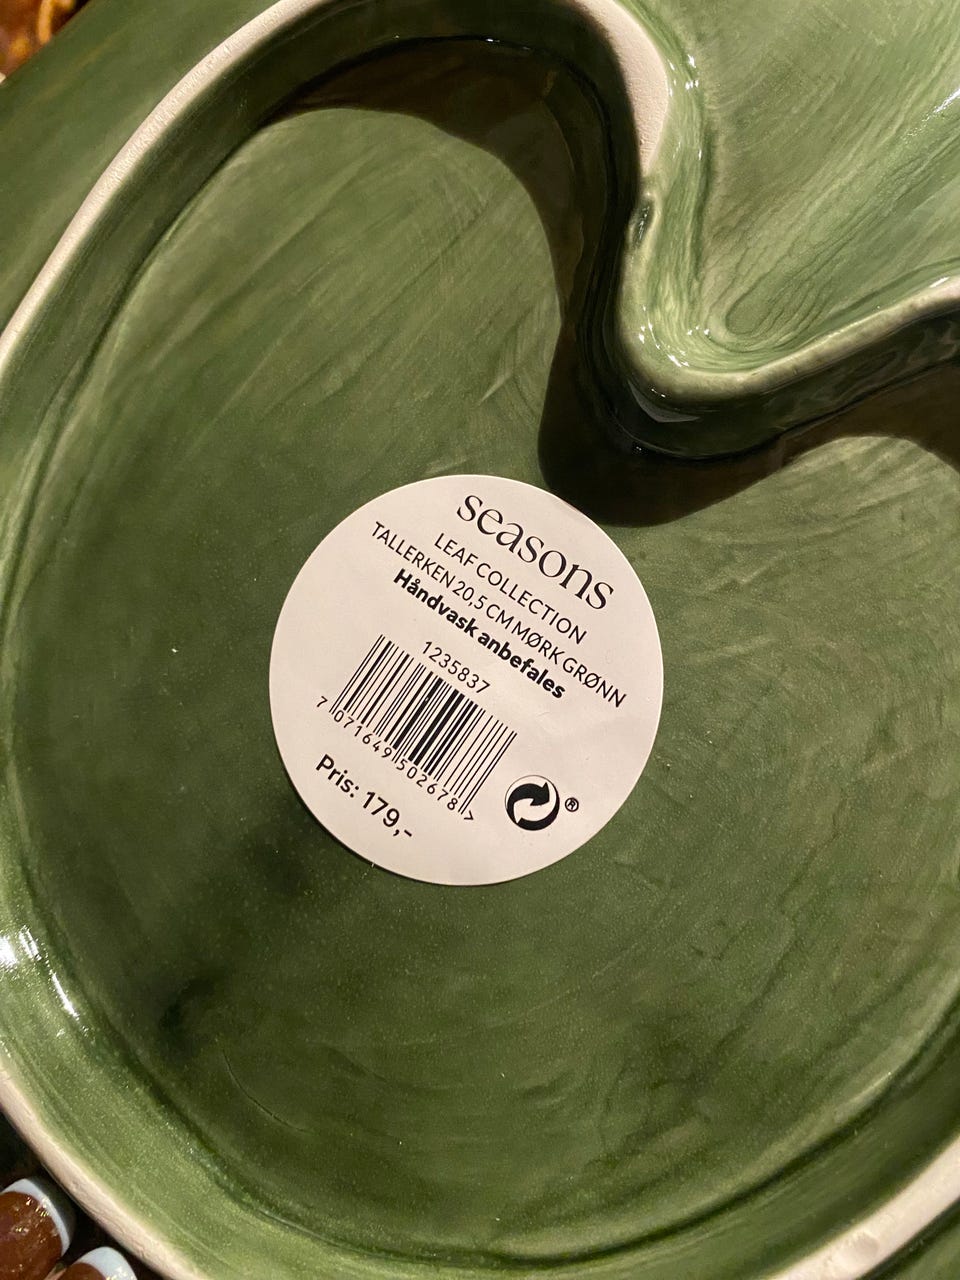 seasons
LEAF COLLECTION
TALLERKEN 20,5 CM MØRK GRØNN
Håndvask anbefales
1235837
7 071649 502678 >
Pris: 179,-
®